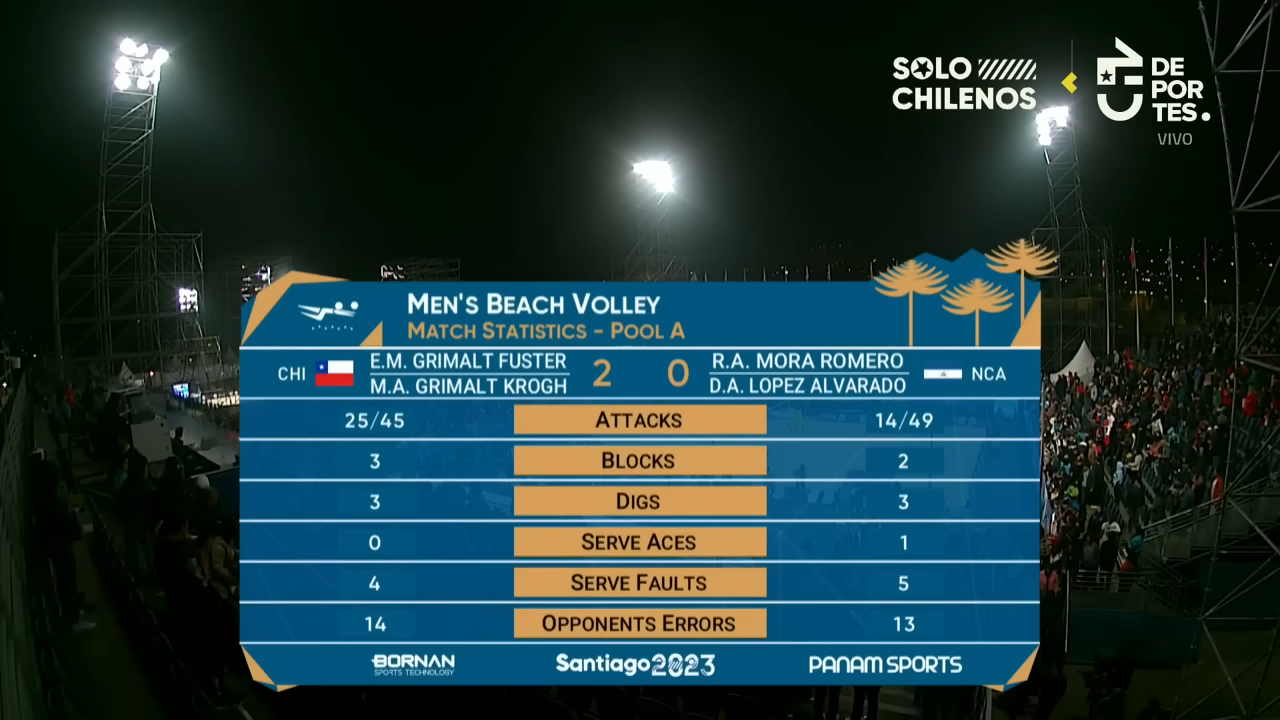 SOLO
CHILENOS
DE
POR
TES.
VIVO
MEN'S BEACH VOLLEY
MATCH STATISTICS - POOL A
CHI E.M. GRIMALT FUSTER 2 0 R.A. MORA ROMERO NCA
M.A. GRIMALT KROGH D.A. LOPEZ ALVARADO
25/45 ATTACKS 14/49
3 BLOCKS 2
3 DIGS 3
0 SERVE ACES 1
4 SERVE FAULTS 5
14 OPPONENTS ERRORS 13
BORNAN Santiago2023 PANAM SPORTS
SPORTS TECHNOLOGY